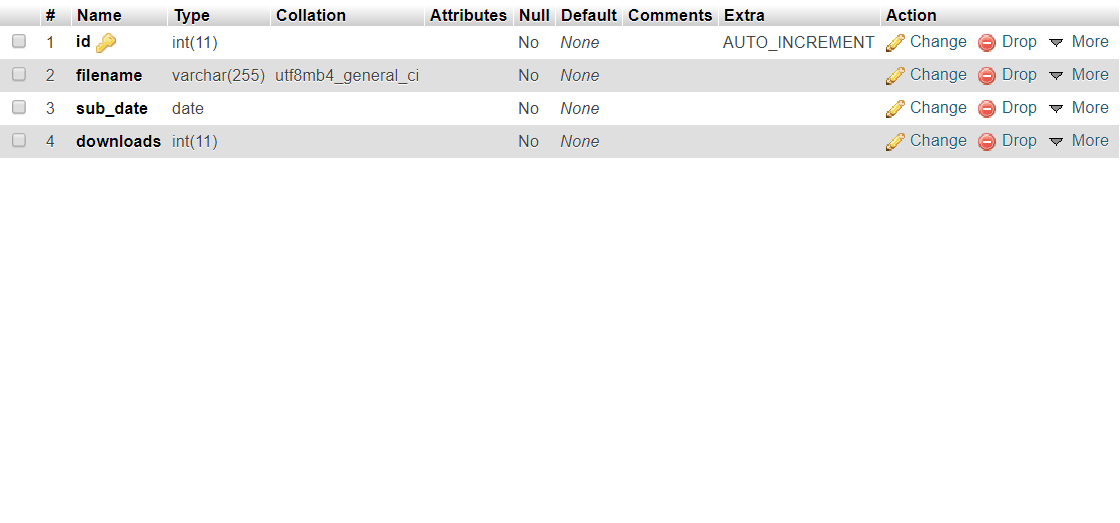 # Name Type Collation Attributes Null Default Comments Extra Action
1 id int(11) No None AUTO_INCREMENT Change Drop More
2 filename varchar(255) utf8mb4_general_ci No None Change Drop More
3 sub_date date No None Change Drop More
4 downloads int(11) No None Change Drop More